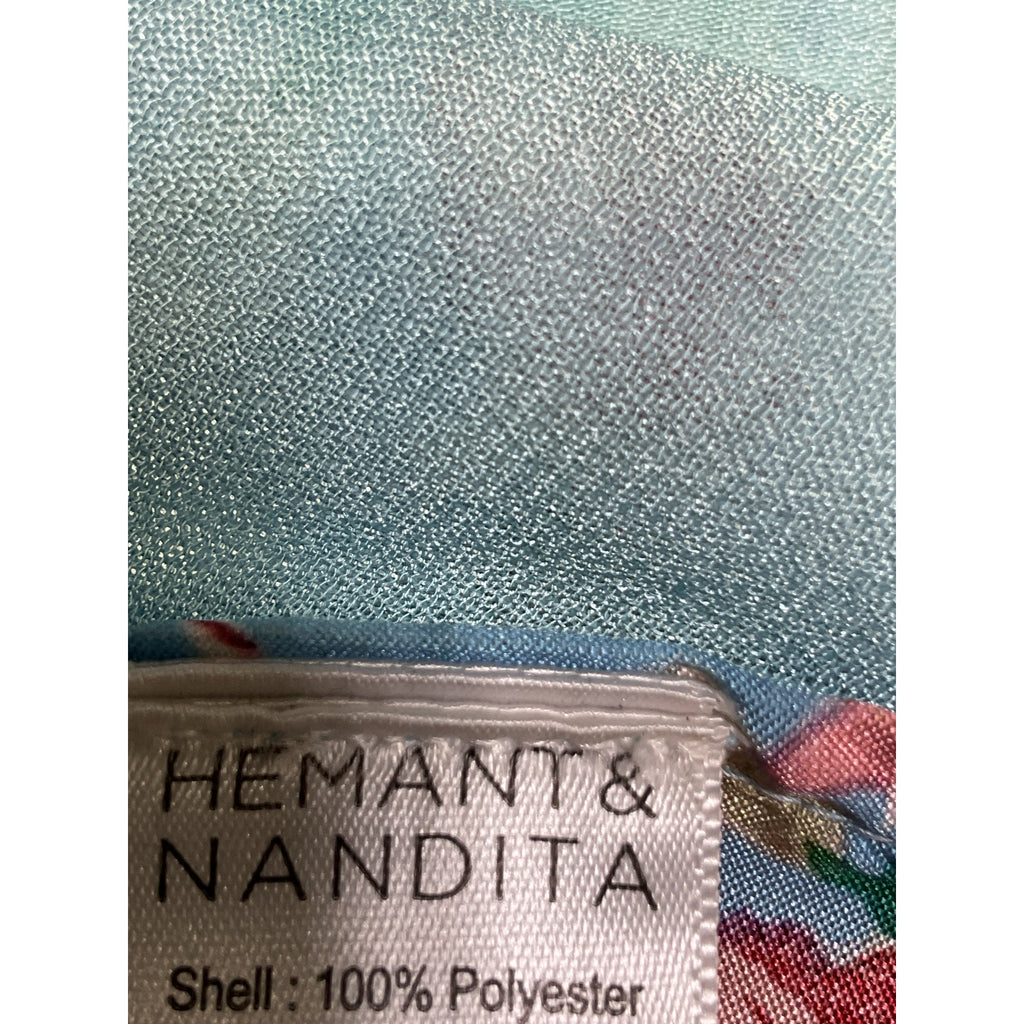 HEMANT &
NANDITA
Shell : 100% Polyester